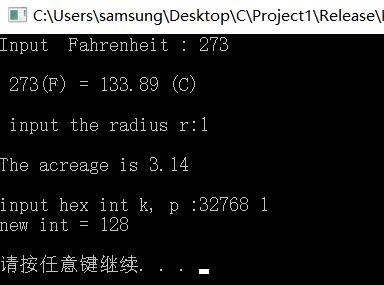 C:\Users\samsung\Desktop\C\Project1\Release\
Input  Fahrenheit : 273
273(F) = 133.89 (C)
input the radius r:1
The acreage is 3.14
input hex int k, p :32768 1
new int = 128
请按任意键继续. . .